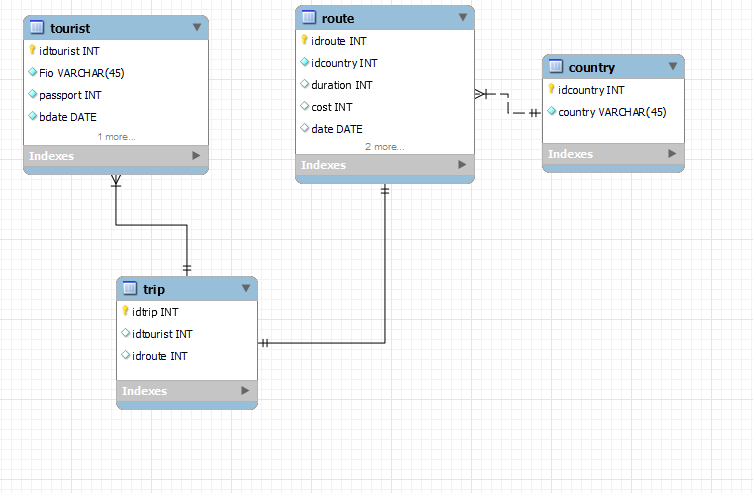 tourist
idtourist INT
Fio VARCHAR(45)
passport INT
bdate DATE
1 more...
Indexes
route
idroute INT
idcountry INT
duration INT
cost INT
date DATE
2 more...
Indexes
country
idcountry INT
country VARCHAR(45)
Indexes
trip
idtrip INT
idtourist INT
idroute INT
Indexes